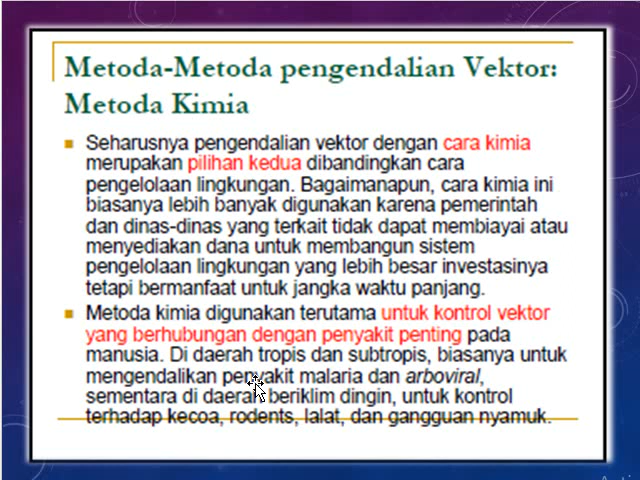 Metoda-Metoda pengendalian Vektor:
Metoda Kimia
Seharusnya pengendalian vektor dengan cara kimia
merupakan pilihan kedua dibandingkan cara
pengelolaan lingkungan. Bagaimanapun, cara kimia ini
biasanya lebih banyak digunakan karena pemerintah
dan dinas-dinas yang terkait tidak dapat membiayai atau
menyediakan dana untuk membangun sistem
pengelolaan lingkungan yang lebih besar investasinya
tetapi bermanfaat untuk jangka waktu panjang.
Metoda kimia digunakan terutama untuk kontrol vektor
yang berhubungan dengan penyakit penting pada
manusia. Di daerah tropis dan subtropis, biasanya untuk
mengendalikan penyakit malaria dan arboviral,
sementara di daerah beriklim dingin, untuk kontrol
terhadap kecoa, rodents, lalat, dan gangguan nyamuk.